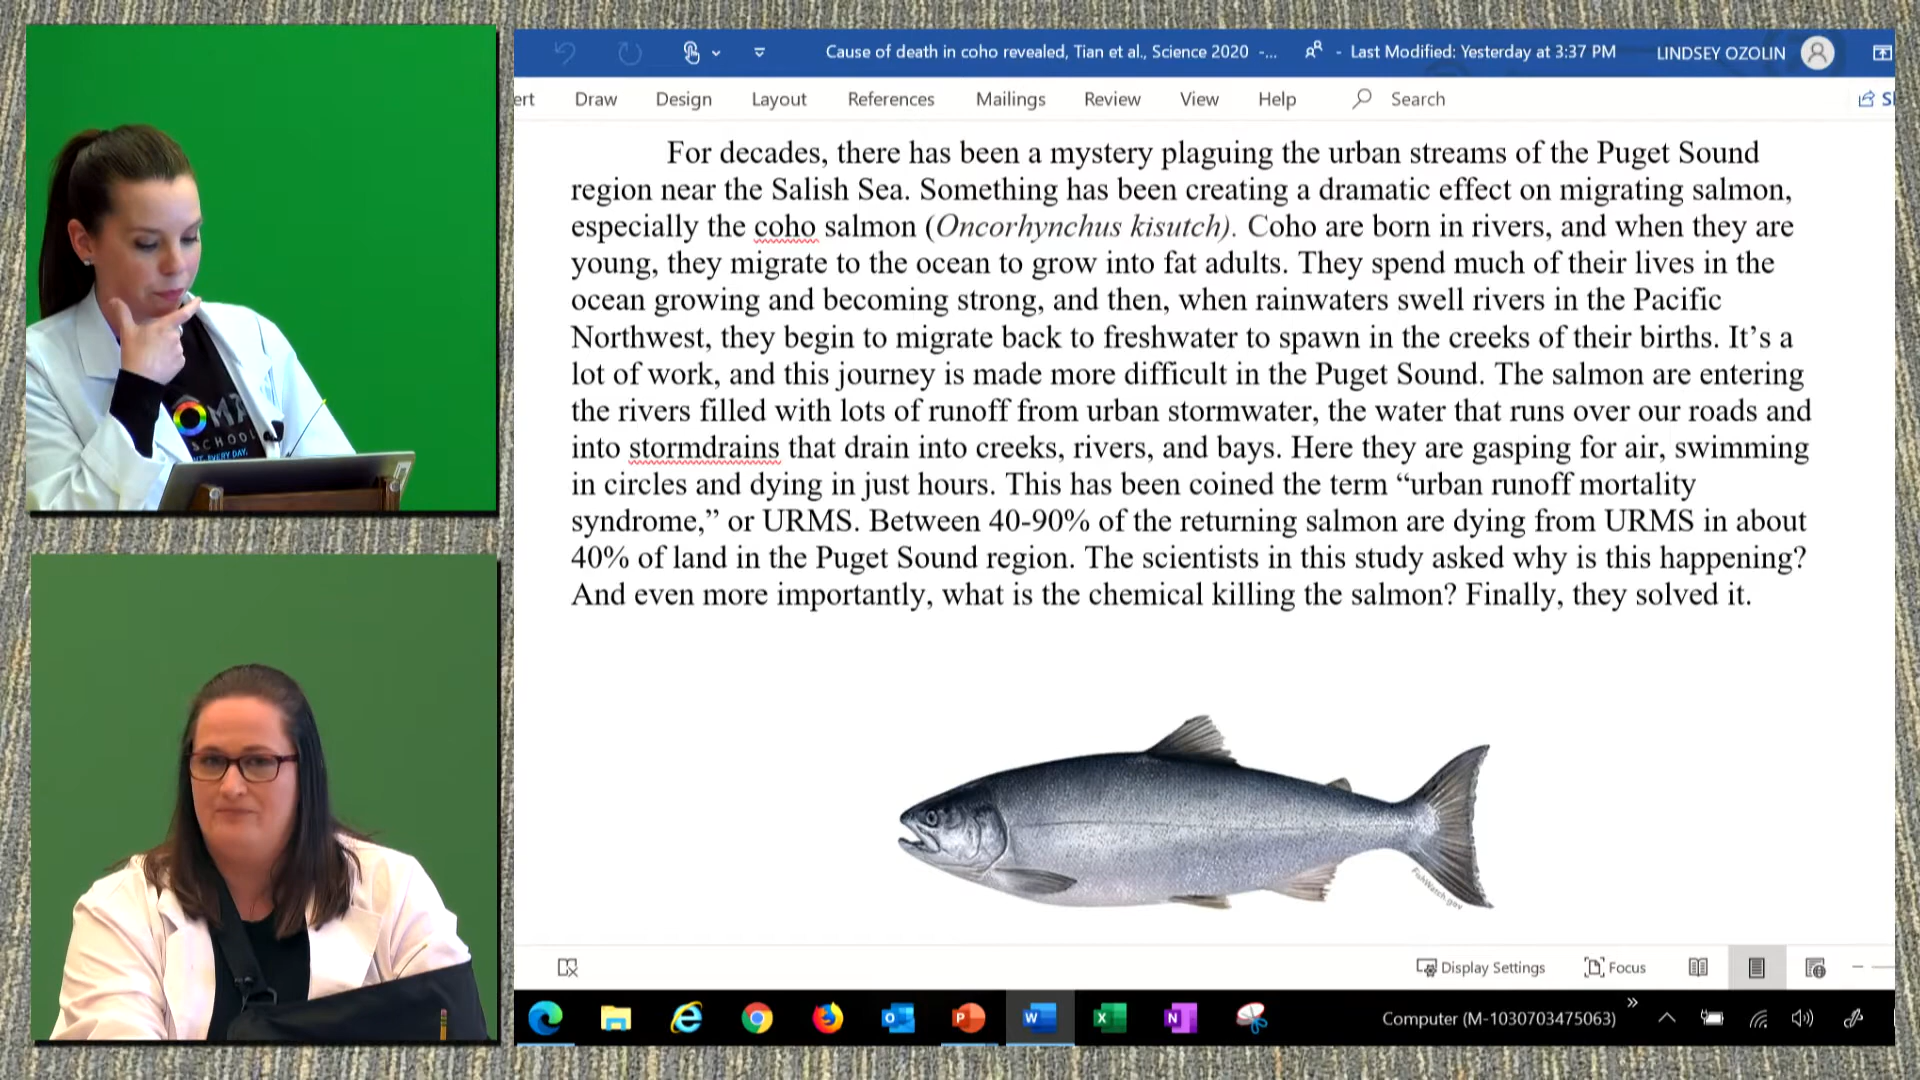 Cause of death in coho revealed, Tian et al., Science 2020 -... - Last Modified: Yesterday at 3:37 PM LINDSEY OZOLIN
ert Draw Design Layout References Mailings Review View Help Search
For decades, there has been a mystery plaguing the urban streams of the Puget Sound
region near the Salish Sea. Something has been creating a dramatic effect on migrating salmon,
especially the coho salmon (Oncorhynchus kisutch). Coho are born in rivers, and when they are
young, they migrate to the ocean to grow into fat adults. They spend much of their lives in the
ocean growing and becoming strong, and then, when rainwaters swell rivers in the Pacific
Northwest, they begin to migrate back to freshwater to spawn in the creeks of their births. It’s a
lot of work, and this journey is made more difficult in the Puget Sound. The salmon are entering
the rivers filled with lots of runoff from urban stormwater, the water that runs over our roads and
into stormdrains that drain into creeks, rivers, and bays. Here they are gasping for air, swimming
in circles and dying in just hours. This has been coined the term “urban runoff mortality
syndrome,” or URMS. Between 40-90% of the returning salmon are dying from URMS in about
40% of land in the Puget Sound region. The scientists in this study asked why is this happening?
And even more importantly, what is the chemical killing the salmon? Finally, they solved it.
FishWatch.gov
Display Settings Focus
Computer (M-1030703475063)
SCHOOL
EVERY DAY.